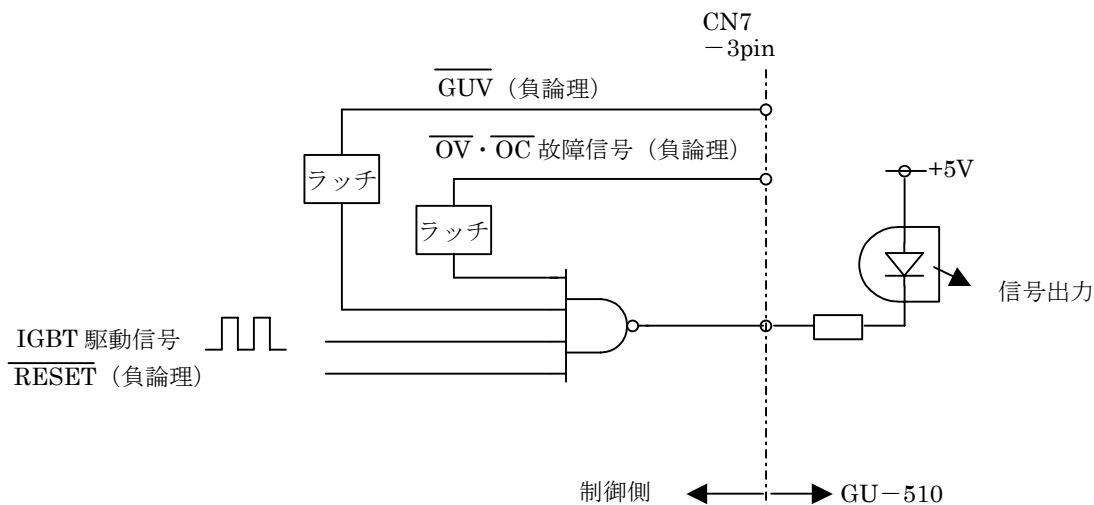 CN7
－3pin
GUV（負論理）
OV・OC 故障信号（負論理）
ラッチ
ラッチ
+5V
信号出力
IGBT 駆動信号
RESET（負論理）
制御側
GU－510